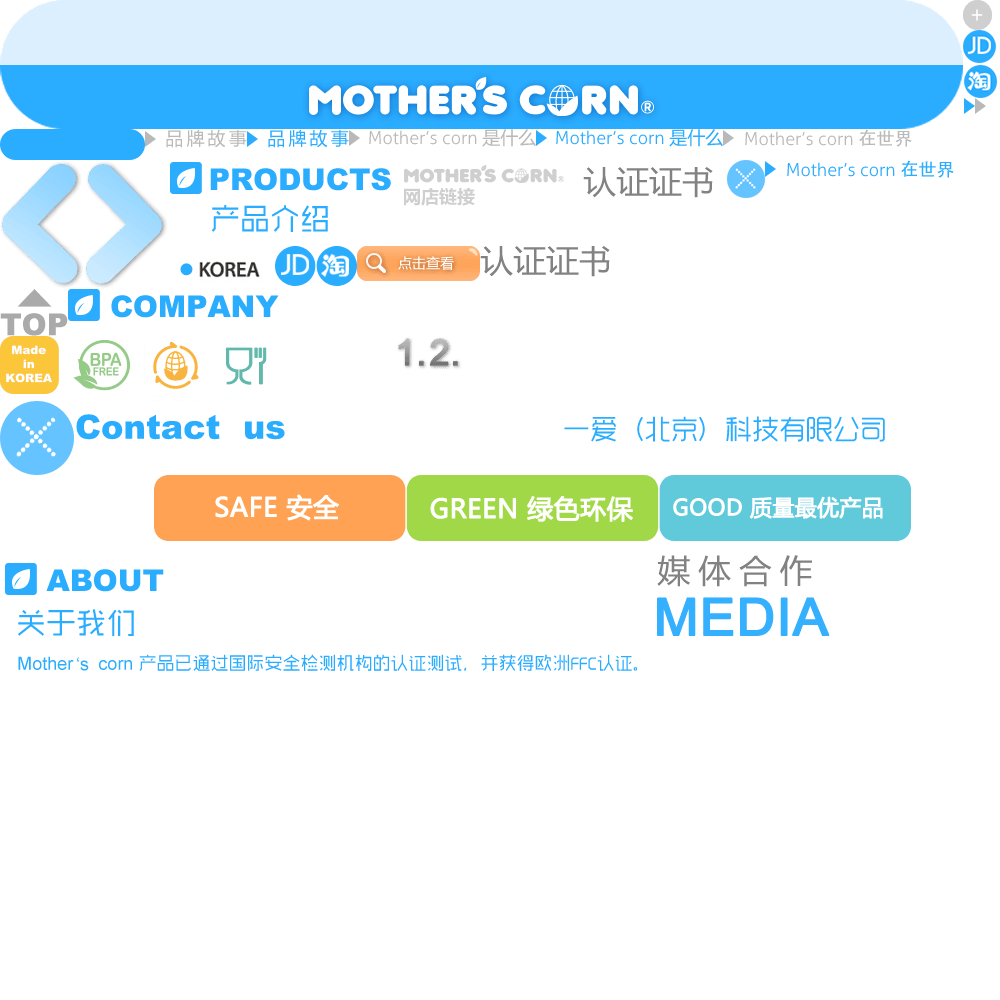 +
JD
淘
MOTHER'S CORN®
品牌故事 品牌故事 Mother's corn 是什么 Mother's corn 是什么 Mother's corn 在世界
Mother's corn 在世界
PRODUCTS
产品介绍
MOTHER'S CORN®
网店链接
认证证书
KOREA
JD 淘 点击查看
认证证书
TOP
COMPANY
Made
in
KOREA
BPA
FREE
1.2.
Contact us
一爱（北京）科技有限公司
SAFE 安全
GREEN 绿色环保
GOOD 质量最优产品
ABOUT
关于我们
媒体合作
MEDIA
Mother‘s corn 产品已通过国际安全检测机构的认证测试，并获得欧洲FFC认证。